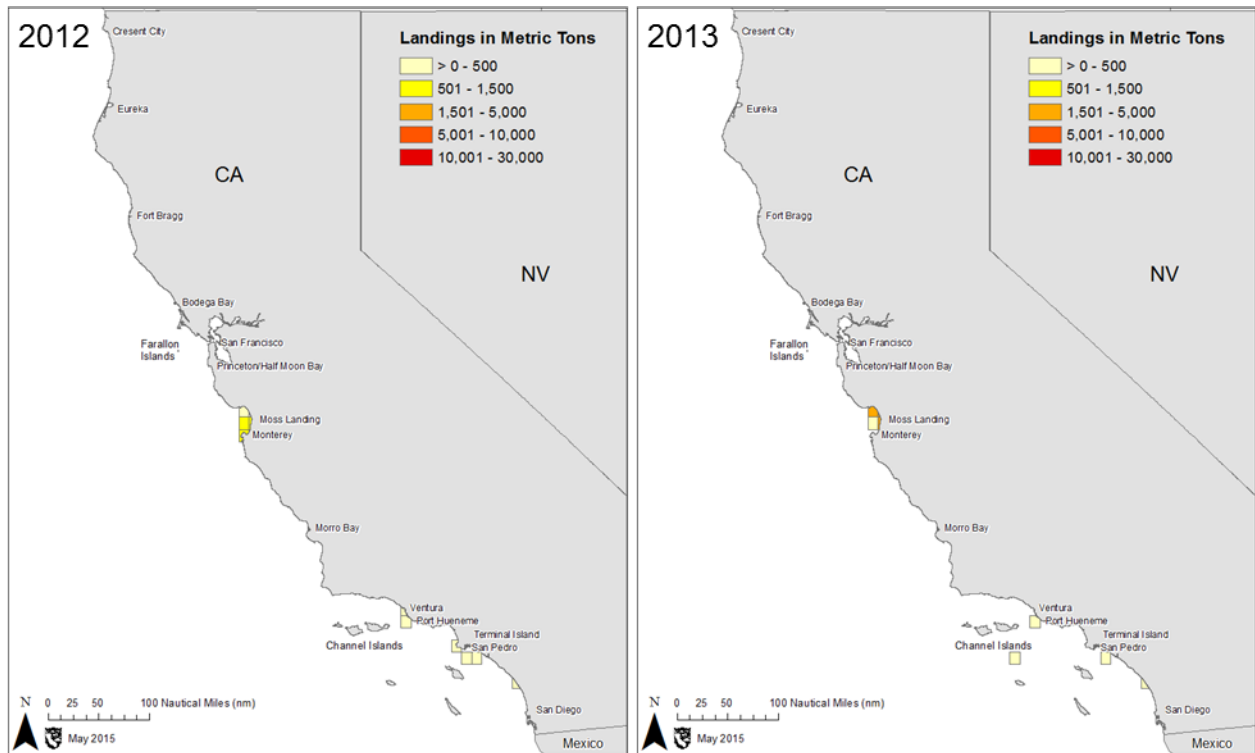 2012
Cresent City
Landings in Metric Tons
> 0 - 500
501 - 1,500
1,501 - 5,000
5,001 - 10,000
10,001 - 30,000
Eureka
CA
Fort Bragg
NV
Bodega Bay
Farallon
Islands
San Francisco
Princeton/Half Moon Bay
Moss Landing
Monterey
Morro Bay
Ventura
Port Hueneme
Channel Islands
Terminal Island
San Pedro
San Diego
Mexico
N
0 25 50 100 Nautical Miles (nm)
May 2015
2013
Cresent City
Landings in Metric Tons
> 0 - 500
501 - 1,500
1,501 - 5,000
5,001 - 10,000
10,001 - 30,000
Eureka
CA
Fort Bragg
NV
Bodega Bay
Farallon
Islands
San Francisco
Princeton/Half Moon Bay
Moss Landing
Monterey
Morro Bay
Ventura
Port Hueneme
Channel Islands
Terminal Island
San Pedro
San Diego
Mexico
N
0 25 50 100 Nautical Miles (nm)
May 2015